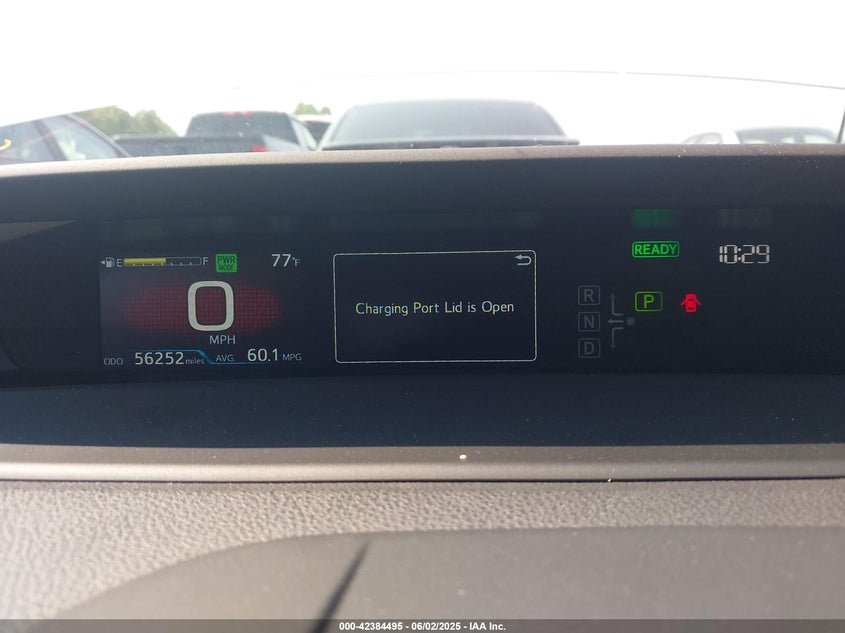 E F PWR MODE 77°F
READY 10:29
0
MPH
Charging Port Lid is Open
R
P
N
D
ODO 56252 miles AVG. 60.1 MPG
000-42384495 - 06/02/2025 - IAA Inc.